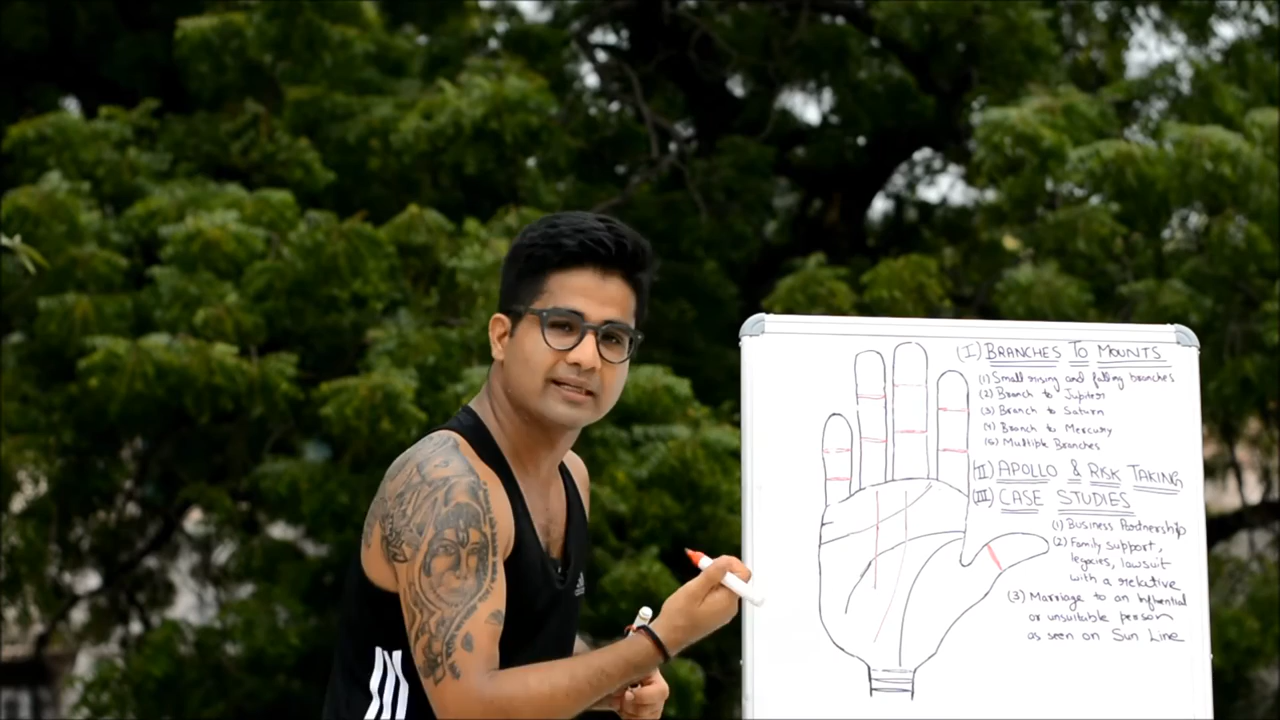 (I) BRANCHES TO MOUNTS
(1) Small rising and falling branches
(2) Branch to Jupiter
(3) Branch to Saturn
(4) Branch to Mercury
(5) Multiple Branches
(II) APOLLO & RISK TAKING
(III) CASE STUDIES
(1) Business Partnership
(2) Family support,
legacies, lawsuit
with a relative
(3) Marriage to an influential
or unsuitable person
as seen on Sun Line